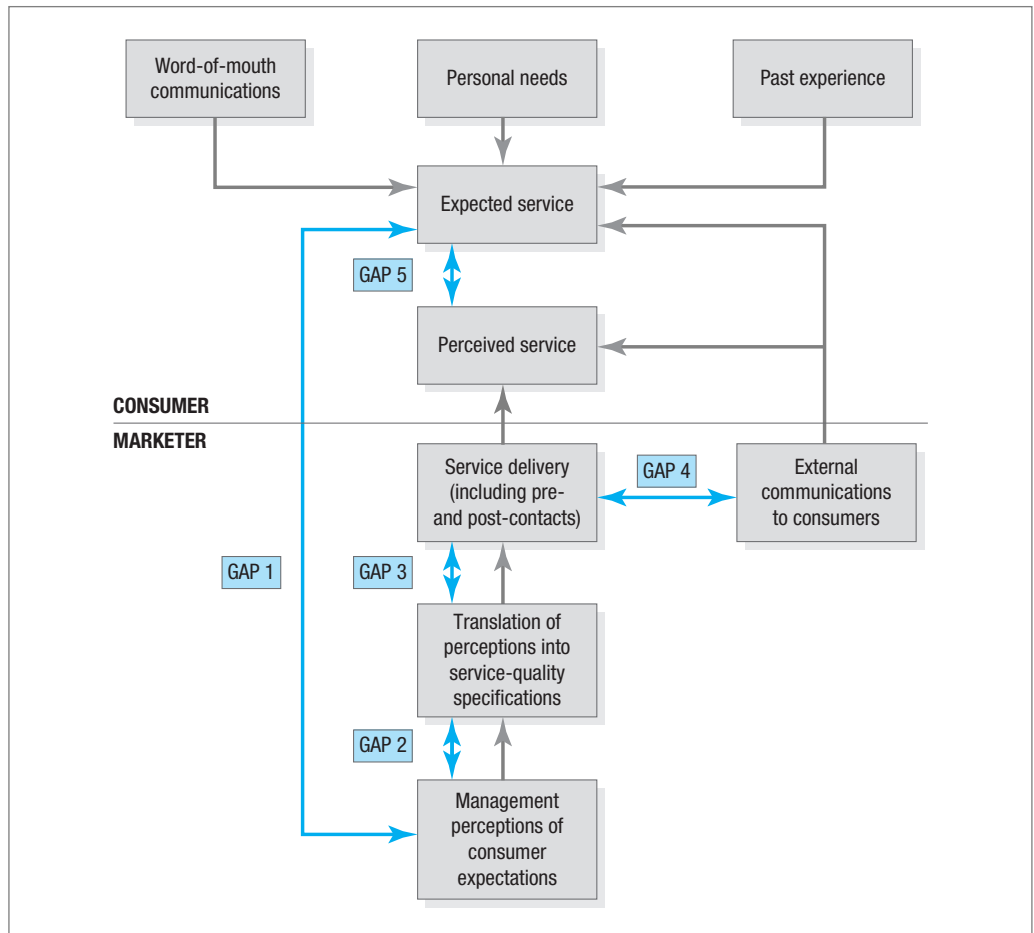 Word-of-mouth
communications
Personal needs
Past experience
Expected service
GAP 5
Perceived service
CONSUMER
MARKETER
Service delivery
(including pre-
and post-contacts)
GAP 4
External
communications
to consumers
GAP 1
GAP 3
Translation of
perceptions into
service-quality
specifications
GAP 2
Management
perceptions of
consumer
expectations